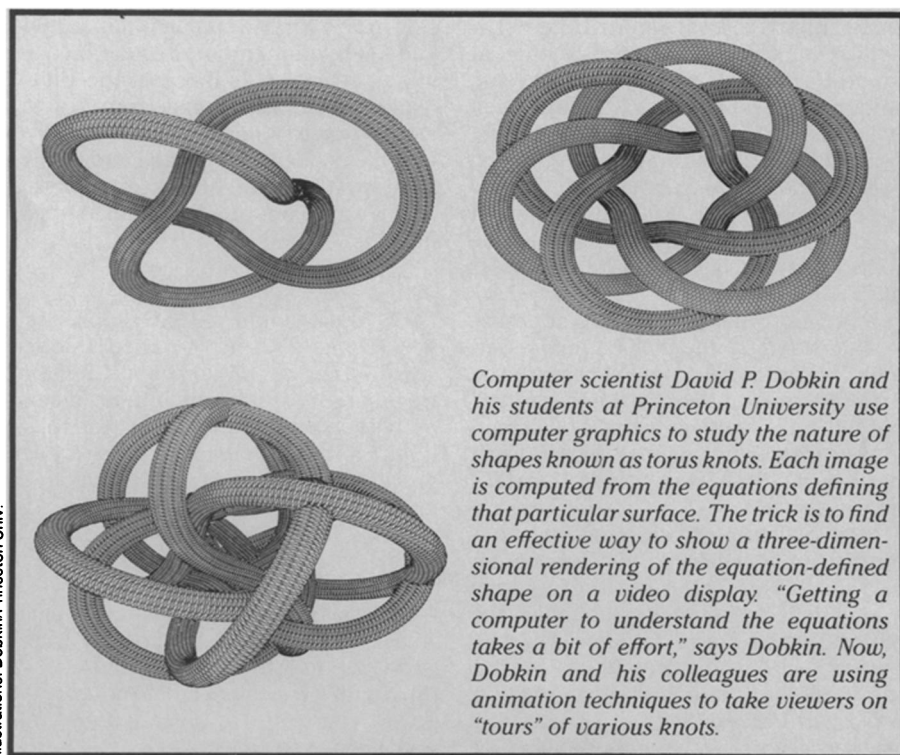 Computer scientist David P. Dobkin and
his students at Princeton University use
computer graphics to study the nature of
shapes known as torus knots. Each image
is computed from the equations defining
that particular surface. The trick is to find
an effective way to show a three-dimen-
sional rendering of the equation-defined
shape on a video display. "Getting a
computer to understand the equations
takes a bit of effort," says Dobkin. Now,
Dobkin and his colleagues are using
animation techniques to take viewers on
"tours" of various knots.